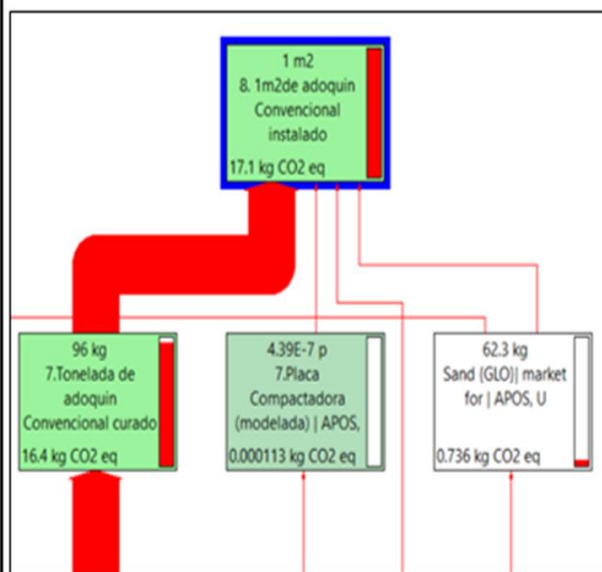 1 m2
8. 1m2de adoquin
Convencional
instalado
17.1 kg CO2 eq
96 kg
7.Tonelada de
adoquin
Convencional curado
16.4 kg CO2 eq
4.39E-7 p
7.Placa
Compactadora
(modelada) | APOS,
0.000113 kg CO2 eq
62.3 kg
Sand {GLO}| market
for | APOS, U
0.736 kg CO2 eq